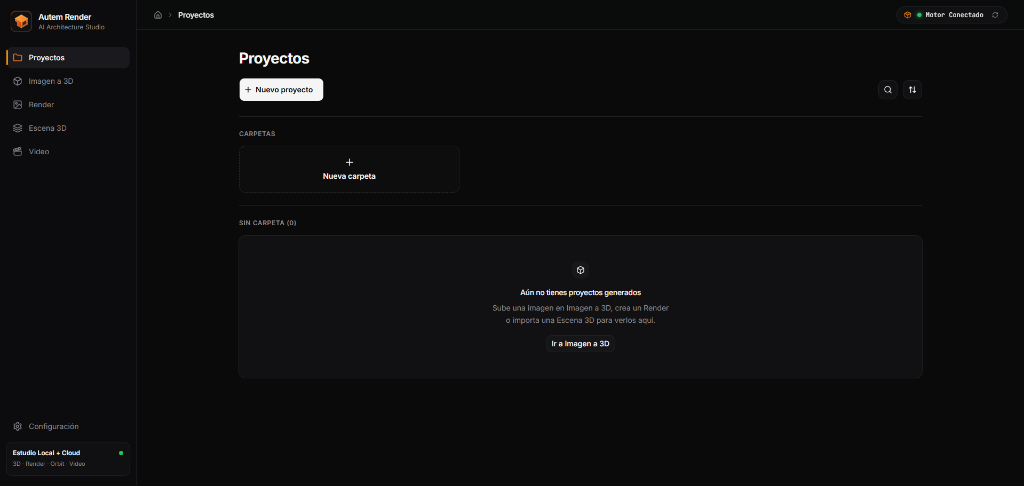 Autem Render
AI Architecture Studio
Proyectos
Imagen a 3D
Render
Escena 3D
Video
Configuración
Estudio Local + Cloud
3D · Render · Orbit · Video
Proyectos
Motor Conectado
Proyectos
+ Nuevo proyecto
CARPETAS
+
Nueva carpeta
SIN CARPETA (0)
Aún no tienes proyectos generados
Sube una imagen en Imagen a 3D, crea un Render
o importa una Escena 3D para verlos aquí.
Ir a Imagen a 3D